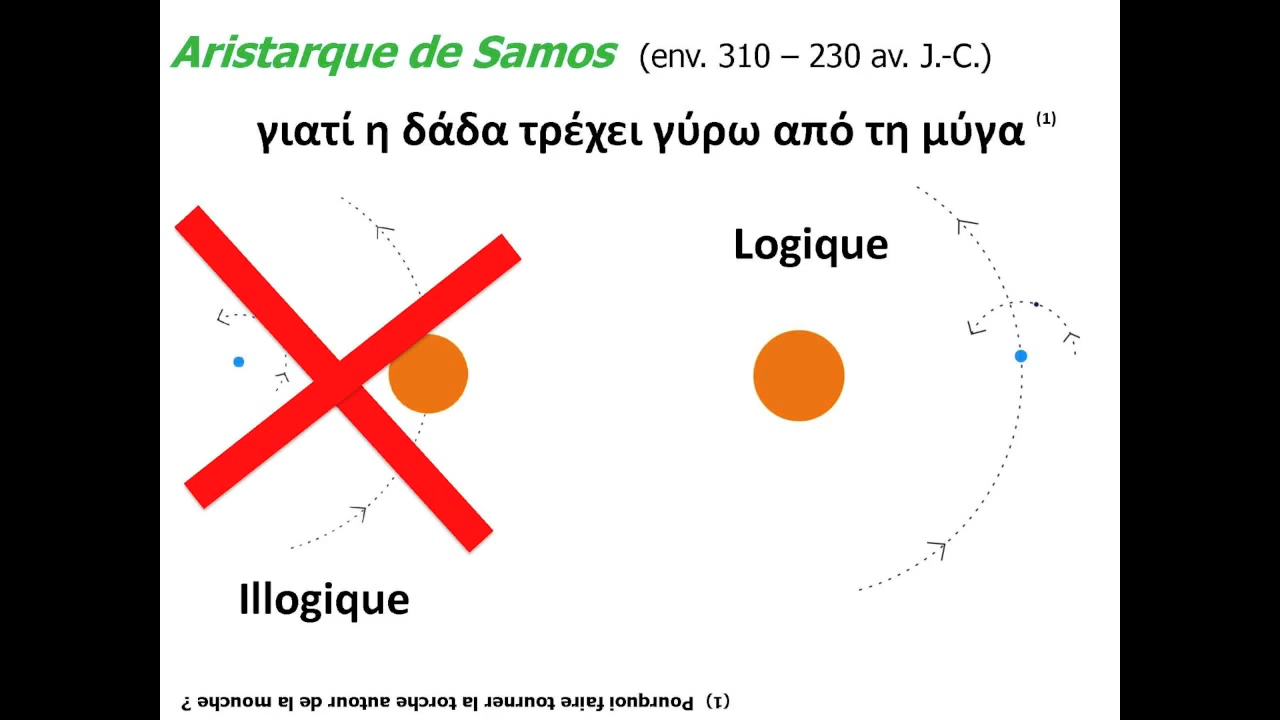 Aristarque de Samos (env. 310 – 230 av. J.-C.)
γιατί η δάδα τρέχει γύρω από τη μύγα (1)
Logique
Illogique
(1) Pourquoi faire tourner la torche autour de la mouche ?